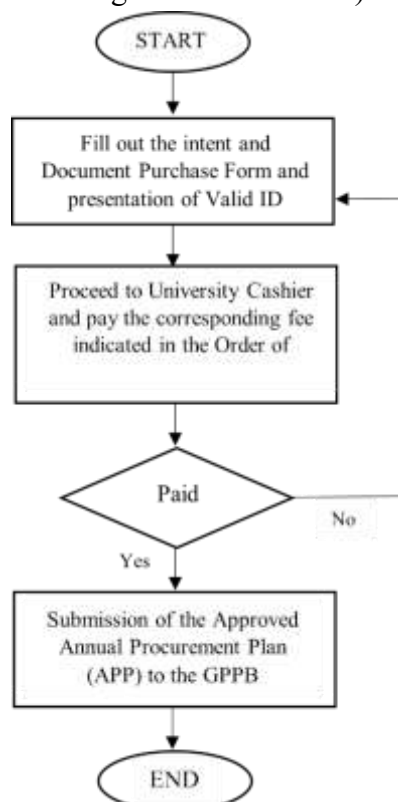 START
Fill out the intent and
Document Purchase Form and
presentation of Valid ID
Proceed to University Cashier
and pay the corresponding fee
indicated in the Order of
Paid
No
Yes
Submission of the Approved
Annual Procurement Plan
(APP) to the GPPB
END